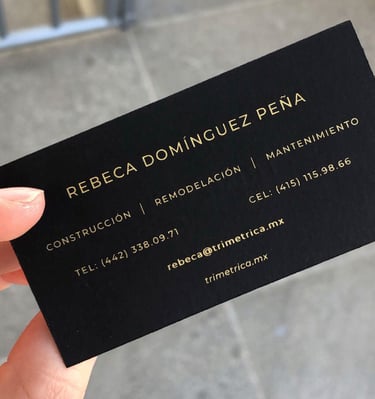 REBECA DOMÍNGUEZ PEÑA
CONSTRUCCIÓN | REMODELACIÓN | MANTENIMIENTO
TEL: (442) 338.09.71 CEL: (415) 115.98.66
rebeca@trimetrica.mx
trimetrica.mx